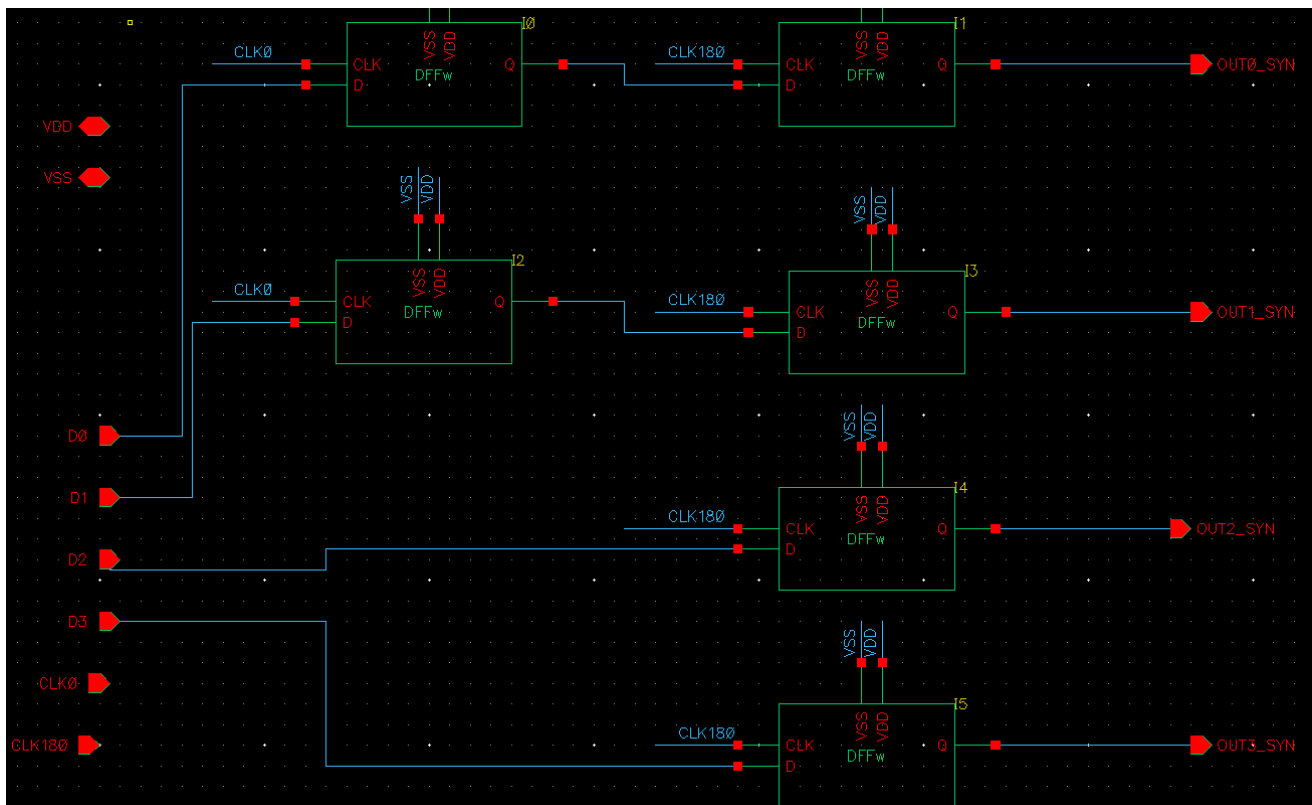 I0
I1
CLK0
VSS
VDD
CLK180
VSS
VDD
CLK
Q
CLK
Q
OUT0_SYN
DFFw
DFFw
D
D
VDD
VSS
VSS
VDD
VSS
VDD
I2
I3
CLK0
VSS
VDD
CLK180
VSS
VDD
CLK
Q
CLK
Q
OUT1_SYN
DFFw
DFFw
D
D
D0
VSS
VDD
D1
I4
CLK180
VSS
VDD
CLK
Q
OUT2_SYN
DFFw
D2
D
D3
VSS
VDD
CLK0
I5
CLK180
VSS
VDD
CLK180
CLK
Q
OUT3_SYN
DFFw
D